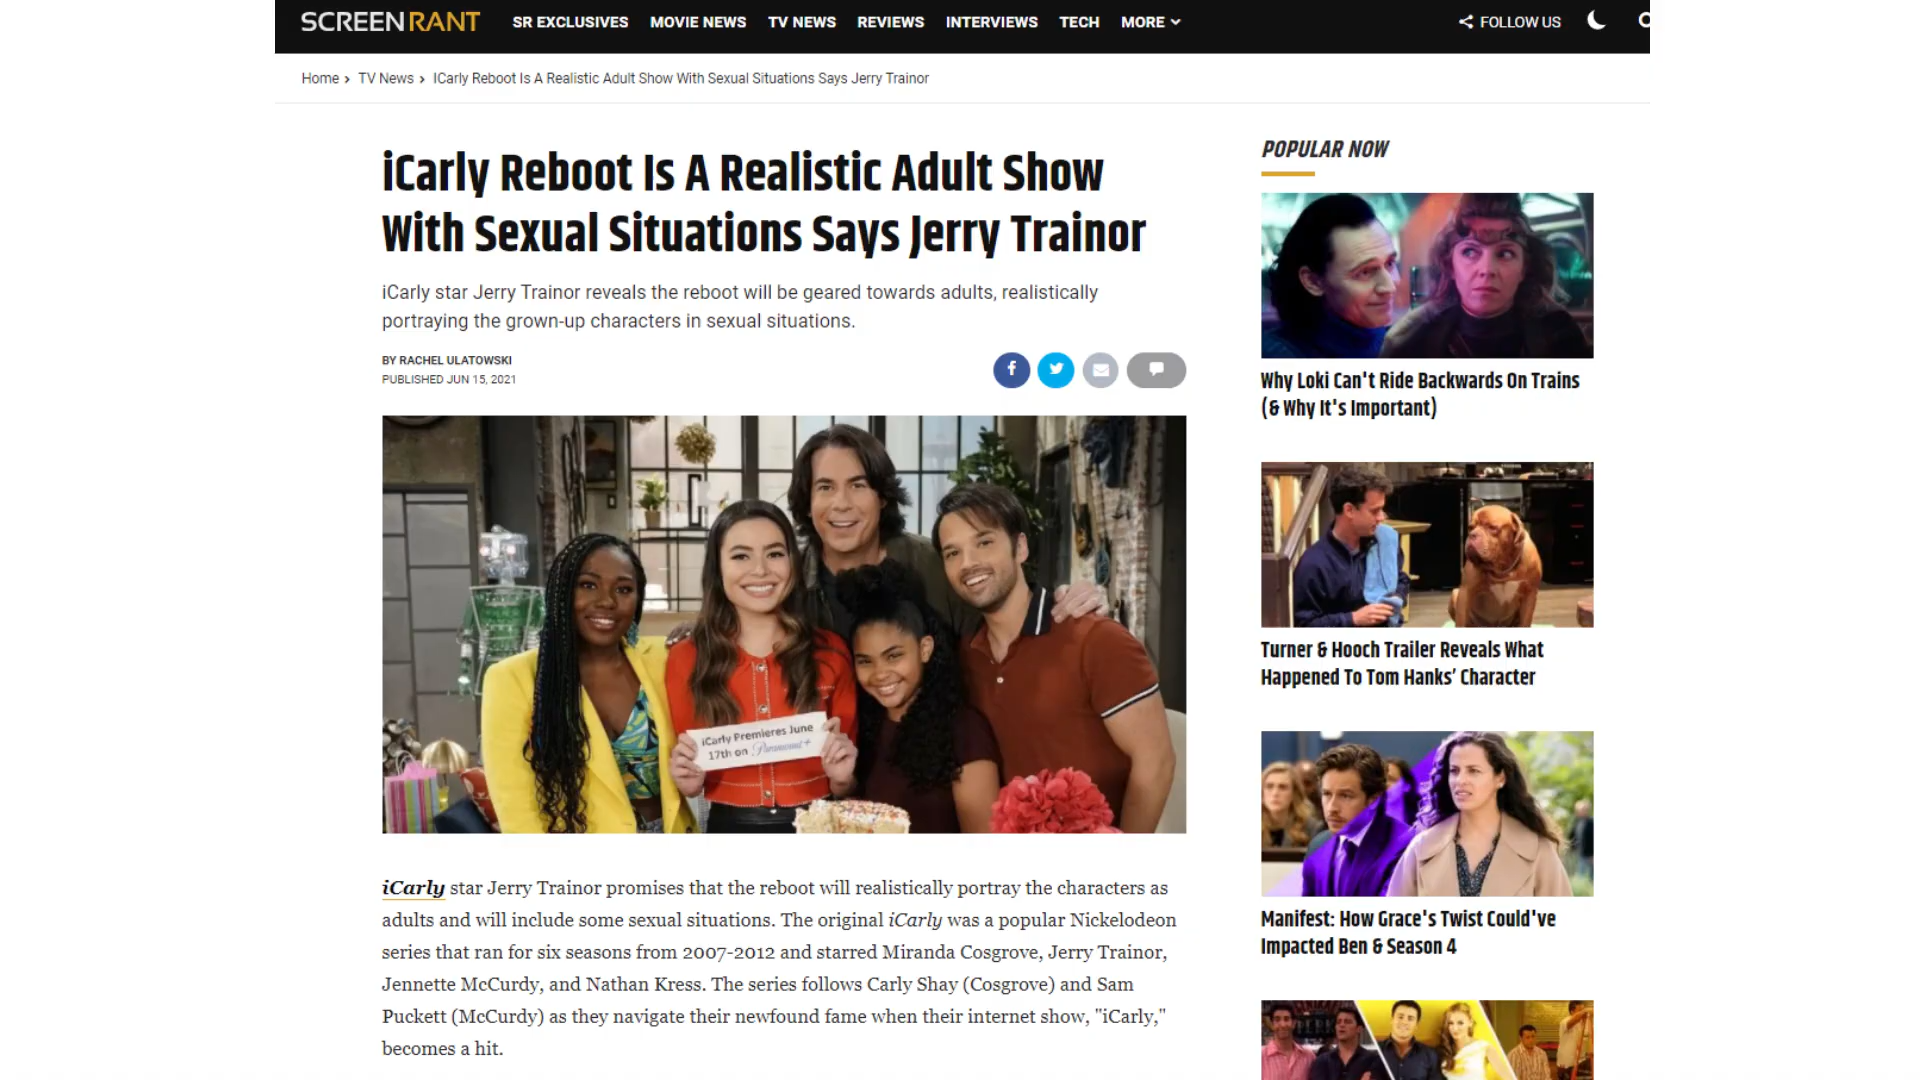 SCREENRANT
SR EXCLUSIVES MOVIE NEWS TV NEWS REVIEWS INTERVIEWS TECH MORE
FOLLOW US
Home › TV News › ICarly Reboot Is A Realistic Adult Show With Sexual Situations Says Jerry Trainor
iCarly Reboot Is A Realistic Adult Show
With Sexual Situations Says Jerry Trainor
iCarly star Jerry Trainor reveals the reboot will be geared towards adults, realistically
portraying the grown-up characters in sexual situations.
BY RACHEL ULATOWSKI
PUBLISHED JUN 15, 2021
iCarly Premieres June
17th on Paramount+
iCarly star Jerry Trainor promises that the reboot will realistically portray the characters as
adults and will include some sexual situations. The original iCarly was a popular Nickelodeon
series that ran for six seasons from 2007-2012 and starred Miranda Cosgrove, Jerry Trainor,
Jennette McCurdy, and Nathan Kress. The series follows Carly Shay (Cosgrove) and Sam
Puckett (McCurdy) as they navigate their newfound fame when their internet show, "iCarly,"
becomes a hit.
POPULAR NOW
Why Loki Can't Ride Backwards On Trains
(& Why It's Important)
Turner & Hooch Trailer Reveals What
Happened To Tom Hanks’ Character
Manifest: How Grace's Twist Could've
Impacted Ben & Season 4